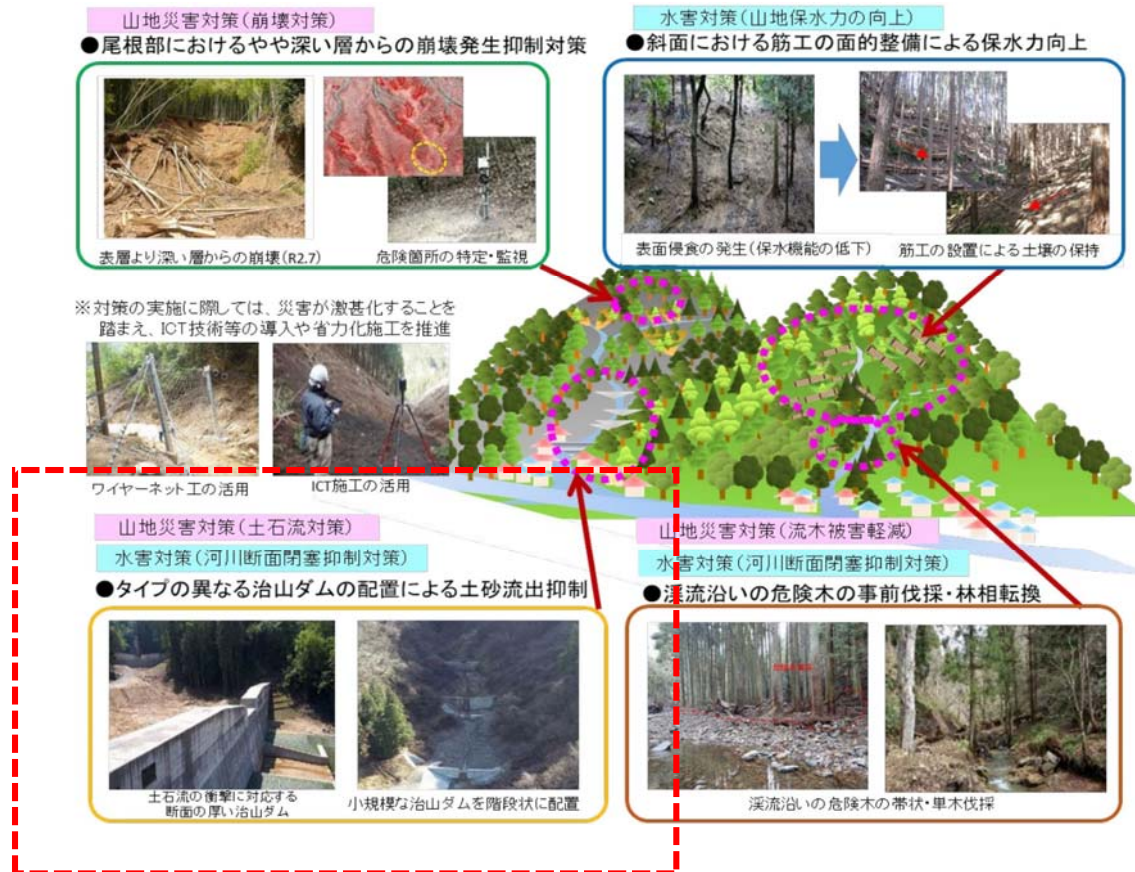 山地災害対策(崩壊対策)
●尾根部におけるやや深い層からの崩壊発生抑制対策
表層より深い層からの崩壊(R2.7)
危険箇所の特定・監視
水害対策(山地保水力の向上)
●斜面における筋工の面的整備による保水力向上
表面侵食の発生(保水機能の低下)
筋工の設置による土壌の保持
※対策の実施に際しては、災害が激甚化することを
踏まえ、ICT技術等の導入や省力化施工を推進
ワイヤーネット工の活用
ICT施工の活用
山地災害対策(土石流対策)
水害対策(河川断面閉塞抑制対策)
●タイプの異なる治山ダムの配置による土砂流出抑制
土石流の衝撃に対応する
断面の厚い治山ダム
小規模な治山ダムを階段状に配置
山地災害対策(流木被害軽減)
水害対策(河川断面閉塞抑制対策)
●渓流沿いの危険木の事前伐採・林相転換
渓流沿いの危険木の帯状・単木伐採